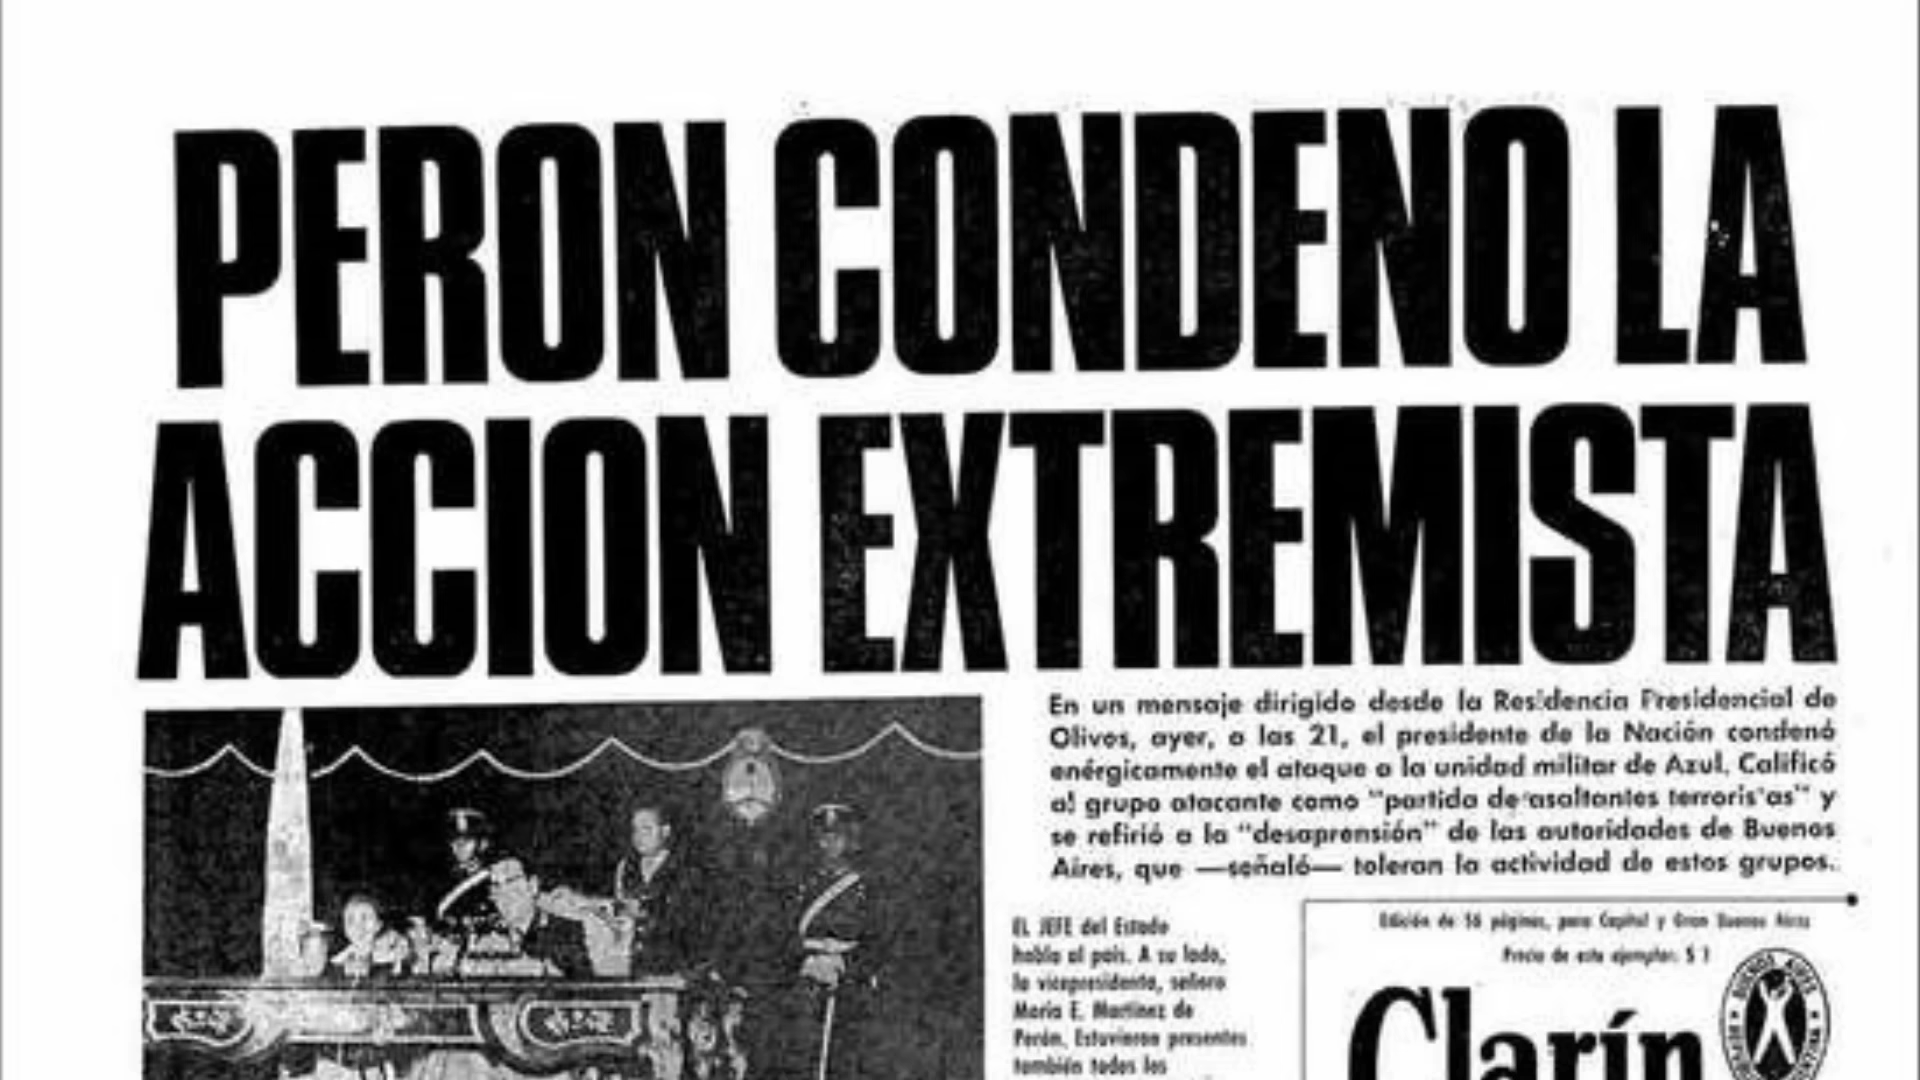 PERON CONDENO LA
ACCION EXTREMISTA
En un mensaje dirigido desde la Residencia Presidencial de
Olivos, ayer, a las 21, el presidente de la Nación condenó
enérgicamente el ataque a la unidad militar de Azul. Calificó
al grupo atacante como "partida de asaltantes terroris as" y
se refirió a la "desaprensión" de las autoridades de Buenos
Aires, que —señaló— toleran la actividad de estos grupos.
EL JEFE del Estado
habla al país. A su lado,
la vicepresidenta, señora
María E. Martínez de
Perón. Estuvieron presentes
también todos los
Edición de 56 páginas, para Capital y Gran Buenos Aires
Precio de este ejemplar: $ 1
Clarín
BUENOS AIRES